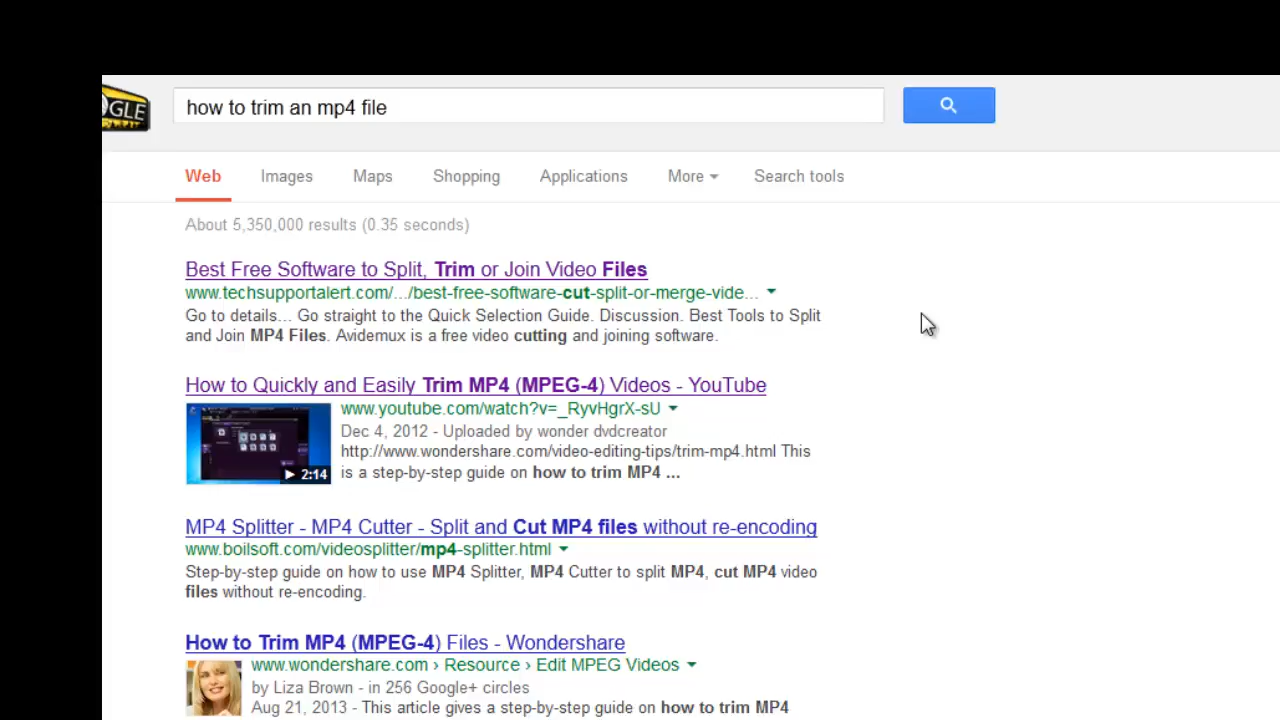 OGLE
how to trim an mp4 file
Web Images Maps Shopping Applications More Search tools
About 5,350,000 results (0.35 seconds)
Best Free Software to Split, Trim or Join Video Files
www.techsupportalert.com/.../best-free-software-cut-split-or-merge-vide...
Go to details... Go straight to the Quick Selection Guide. Discussion. Best Tools to Split
and Join MP4 Files. Avidemux is a free video cutting and joining software.
How to Quickly and Easily Trim MP4 (MPEG-4) Videos - YouTube
www.youtube.com/watch?v=_RyvHgrX-sU
Dec 4, 2012 - Uploaded by wonder dvdcreator
http://www.wondershare.com/video-editing-tips/trim-mp4.html This
is a step-by-step guide on how to trim MP4 ...
2:14
MP4 Splitter - MP4 Cutter - Split and Cut MP4 files without re-encoding
www.boilsoft.com/videosplitter/mp4-splitter.html
Step-by-step guide on how to use MP4 Splitter, MP4 Cutter to split MP4, cut MP4 video
files without re-encoding.
How to Trim MP4 (MPEG-4) Files - Wondershare
www.wondershare.com › Resource › Edit MPEG Videos
by Liza Brown - in 256 Google+ circles
Aug 21, 2013 - This article gives a step-by-step guide on how to trim MP4